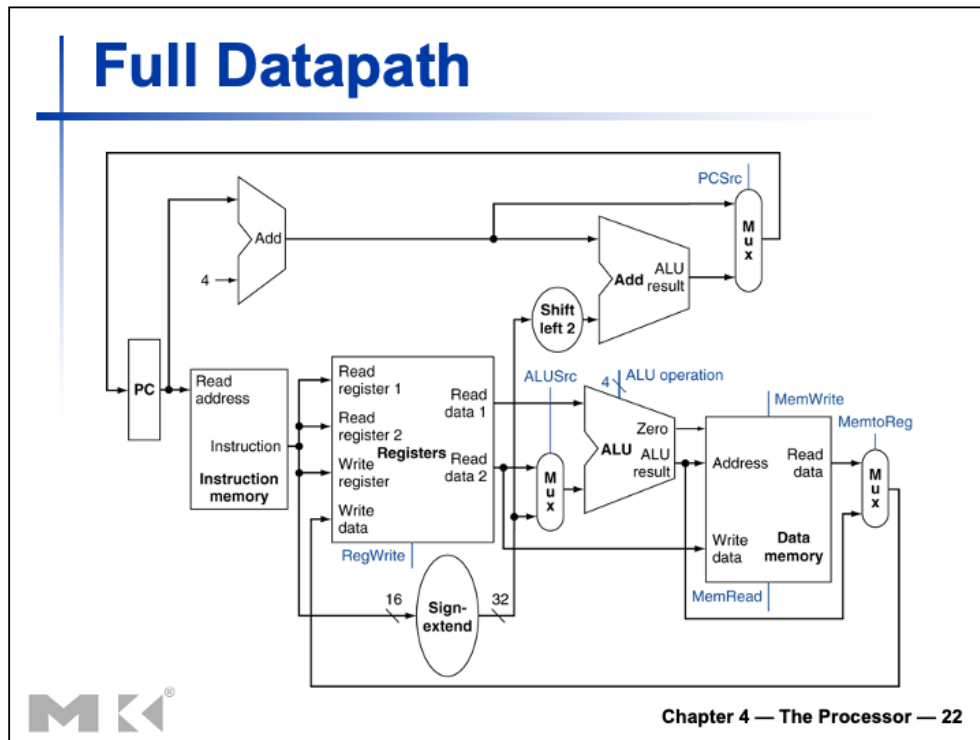 Full Datapath
PCSrc
M
u
x
Add
4
Add
ALU
result
Shift
left 2
PC
Read
address
Instruction
Instruction
memory
Read
register 1
Read
register 2
Write
register
Write
data
Registers
Read
data 1
Read
data 2
RegWrite
ALUSrc
M
u
x
4
ALU operation
Zero
ALU
ALU
result
MemWrite
Address
Read
data
Write
data
Data
memory
MemRead
MemtoReg
M
u
x
16
Sign-
extend
32
MK®
Chapter 4 — The Processor — 22